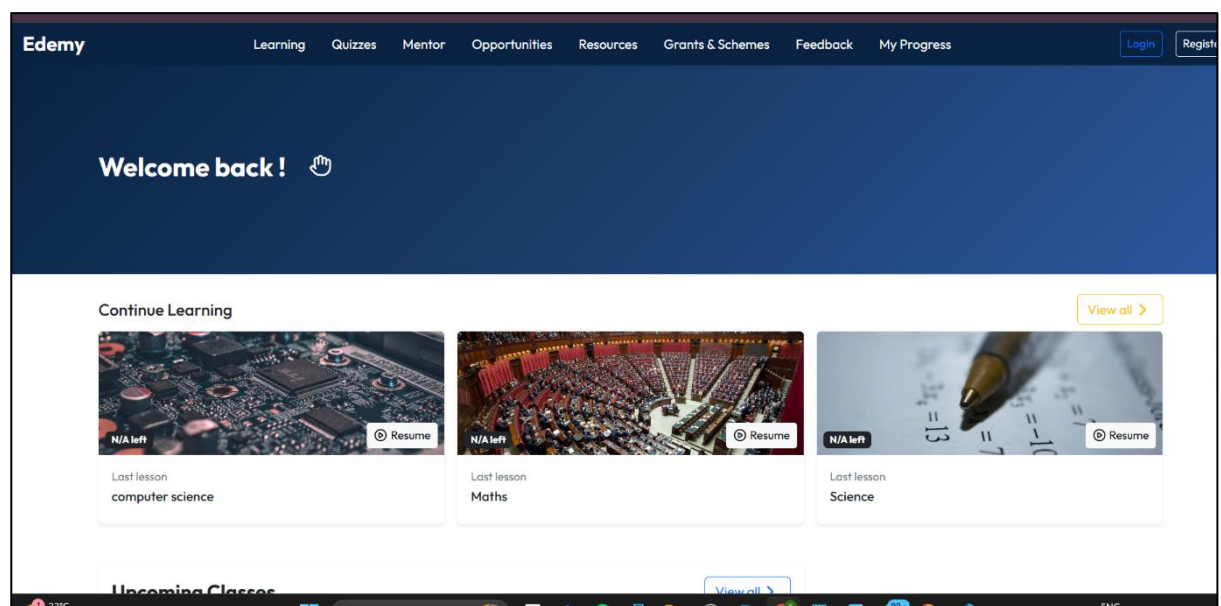 Edemy
Learning Quizzes Mentor Opportunities Resources Grants & Schemes Feedback My Progress
Login
Welcome back !
Continue Learning
View all
N/A left
Resume
Last lesson
computer science
N/A left
Resume
Last lesson
Maths
= 13
N/A left
Resume
Last lesson
Science
Upcoming Classes
View all
ENG